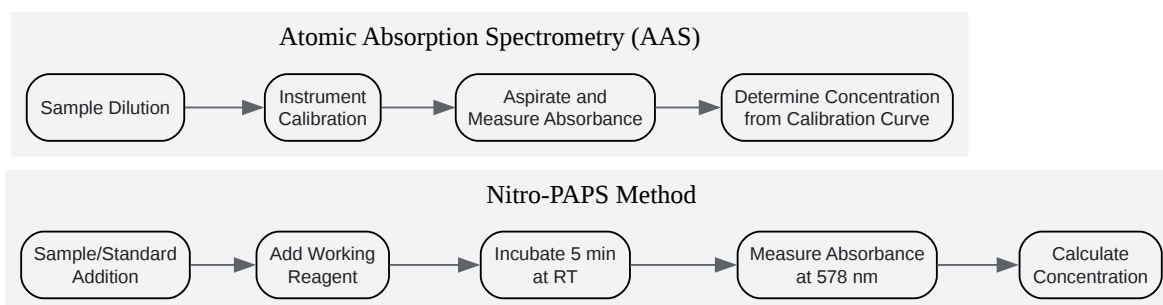 Atomic Absorption Spectrometry (AAS)
Sample Dilution
Instrument
Calibration
Aspirate and
Measure Absorbance
Determine Concentration
from Calibration Curve
Nitro-PAPS Method
Sample/Standard
Addition
Add Working
Reagent
Incubate 5 min
at RT
Measure Absorbance
at 578 nm
Calculate
Concentration